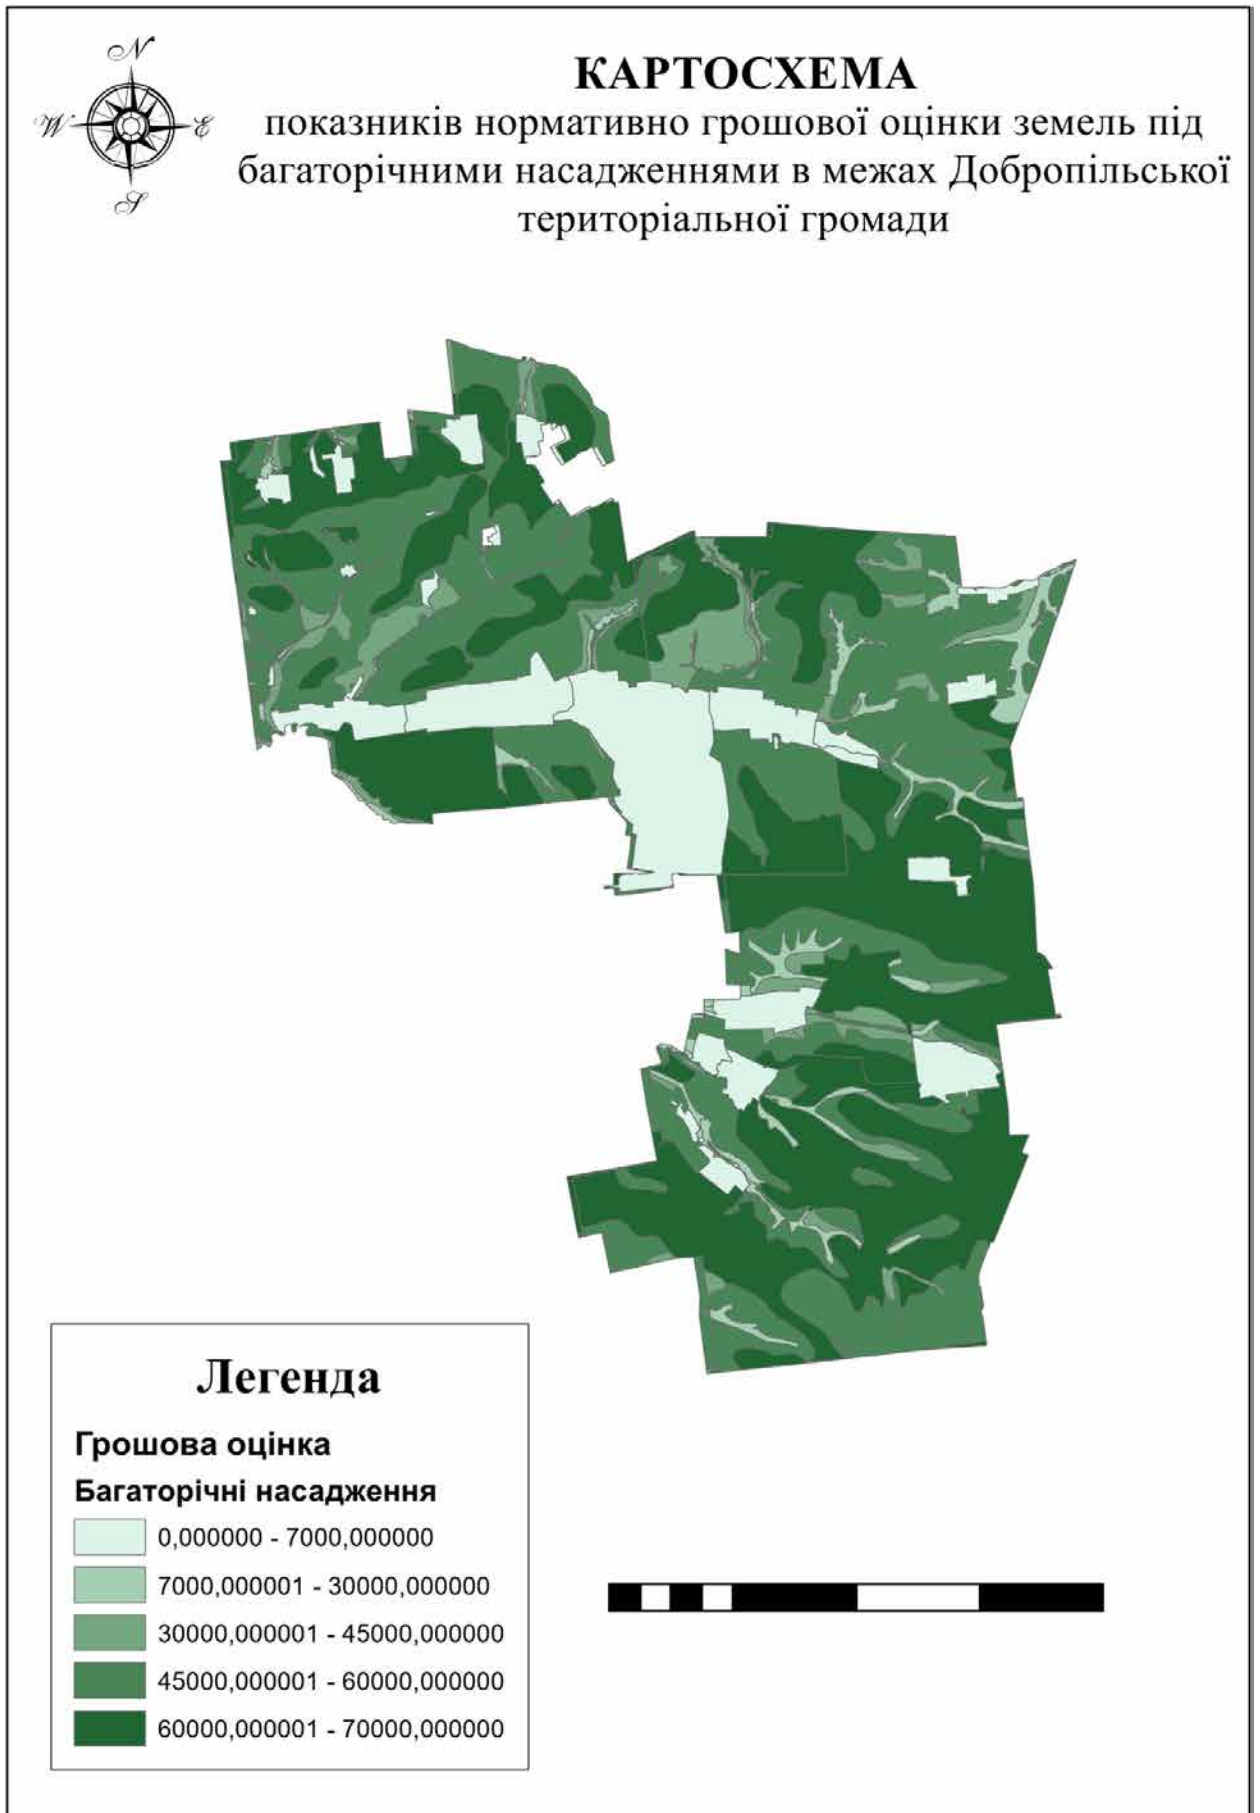 N
W E
S
КАРТОСХЕМА
показників нормативно грошової оцінки земель під
багаторічними насадженнями в межах Добропільської
територіальної громади
Легенда
Грошова оцінка
Багаторічні насадження
0,000000 - 7000,000000
7000,000001 - 30000,000000
30000,000001 - 45000,000000
45000,000001 - 60000,000000
60000,000001 - 70000,000000